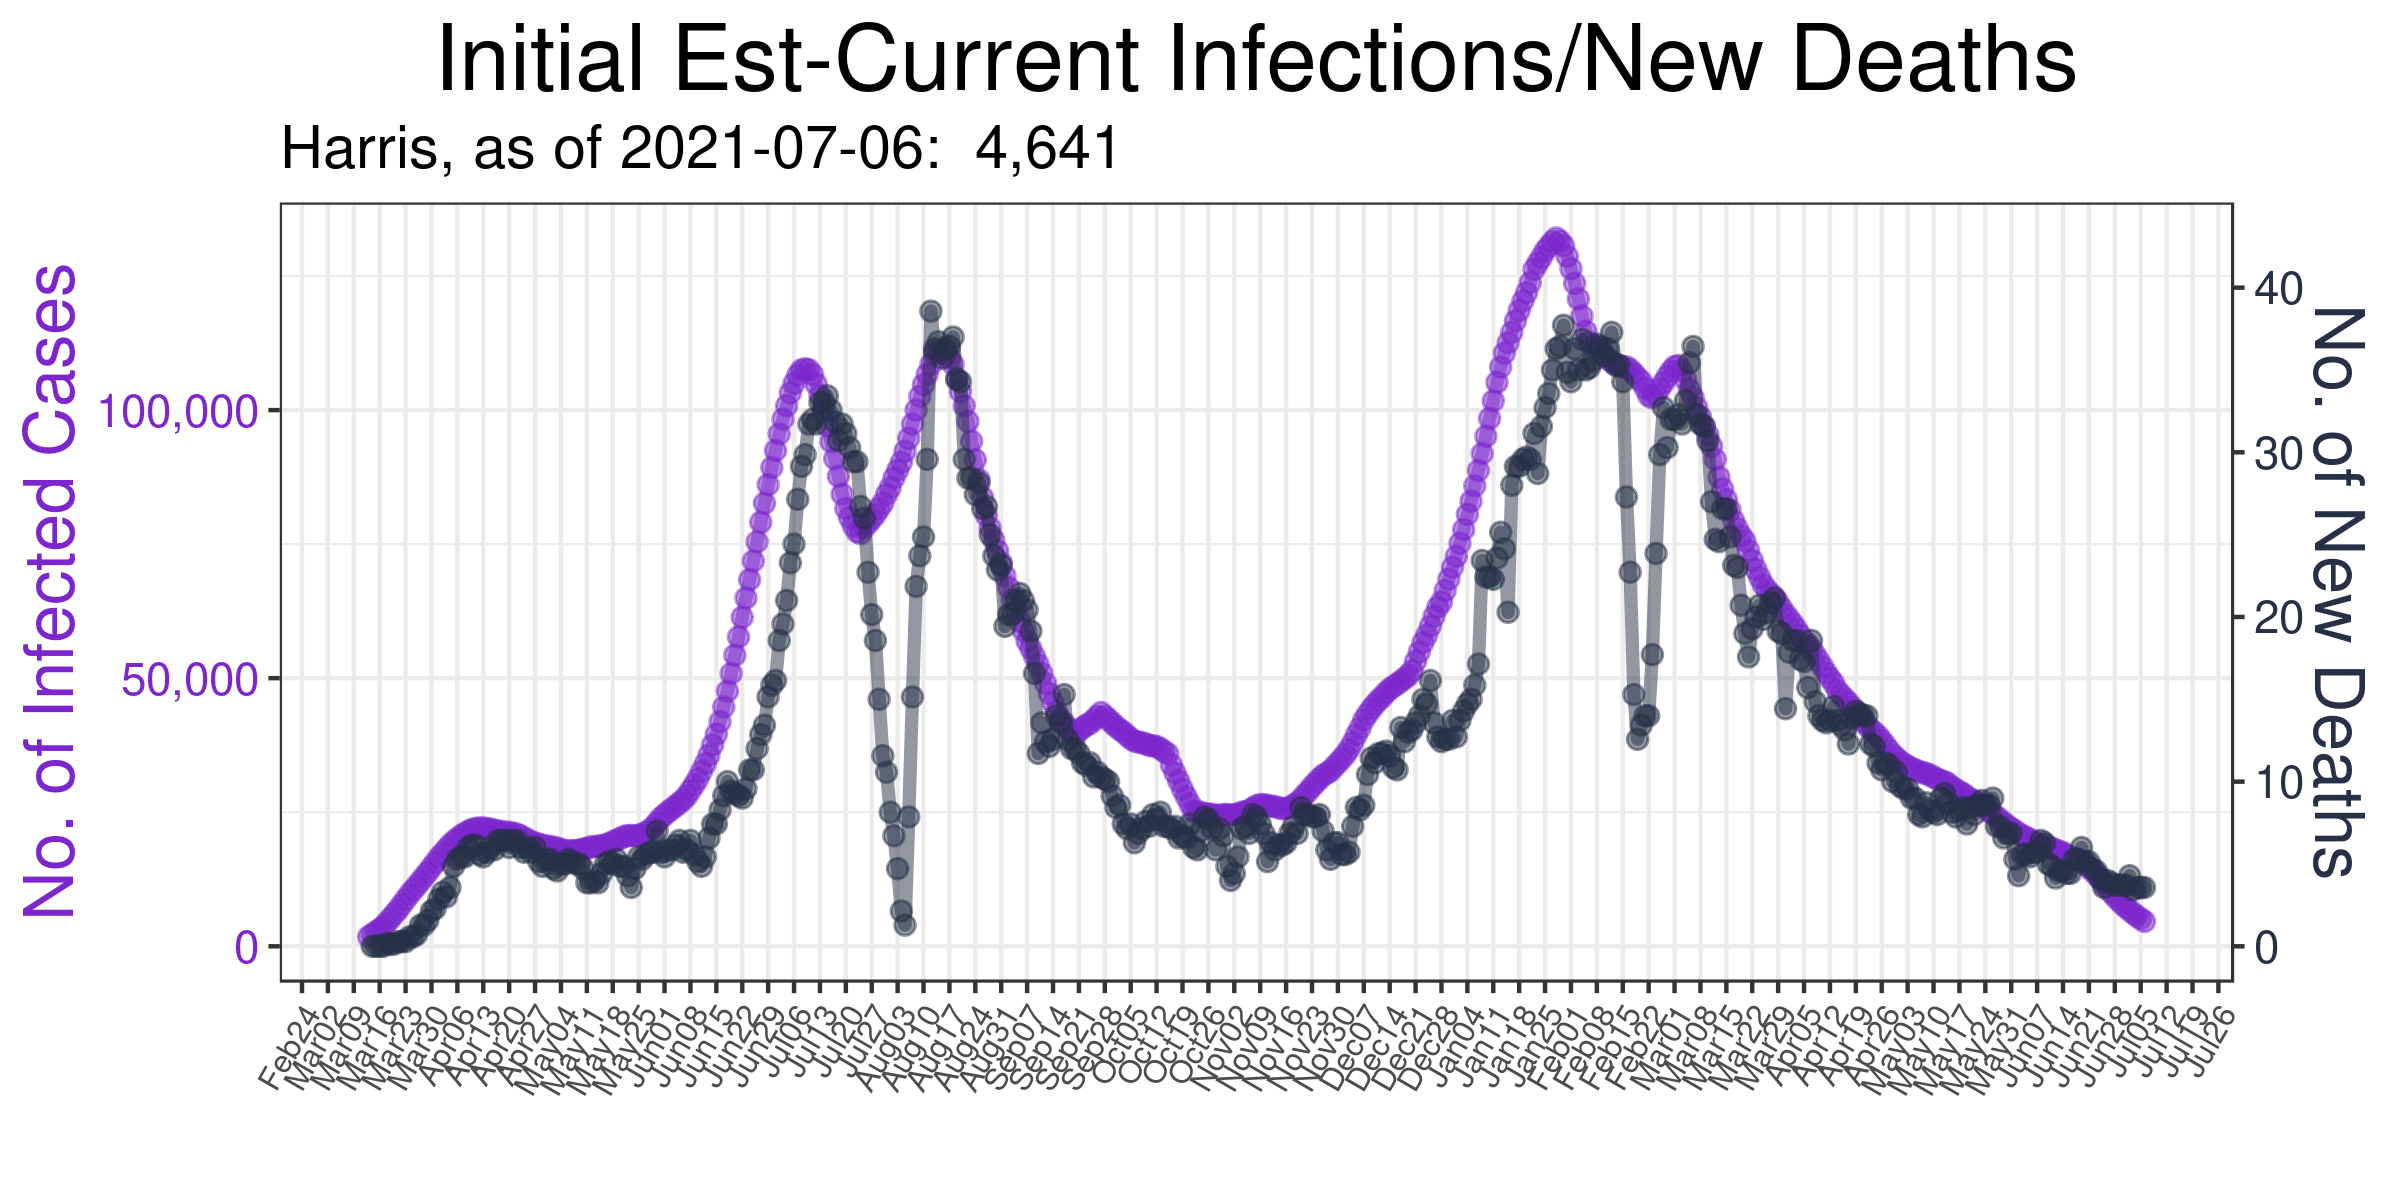 Initial Est-Current Infections/New Deaths
Harris, as of 2021-07-06:  4,641
No. of Infected Cases
100,000
50,000
0
40
30
20
10
0
No. of New Deaths
Feb24
Mar02
Mar09
Mar16
Mar23
Mar30
Apr06
Apr13
Apr20
Apr27
May04
May11
May18
May25
Jun01
Jun08
Jun15
Jun22
Jun29
Jul06
Jul13
Jul20
Jul27
Aug03
Aug10
Aug17
Aug24
Aug31
Sep07
Sep14
Sep21
Sep28
Oct05
Oct12
Oct19
Oct26
Nov02
Nov09
Nov16
Nov23
Nov30
Dec07
Dec14
Dec21
Dec28
Jan04
Jan11
Jan18
Jan25
Feb01
Feb08
Feb15
Feb22
Mar01
Mar08
Mar15
Mar22
Mar29
Apr05
Apr12
Apr19
Apr26
May03
May10
May17
May24
May31
Jun07
Jun14
Jun21
Jun28
Jul05
Jul12
Jul19
Jul26